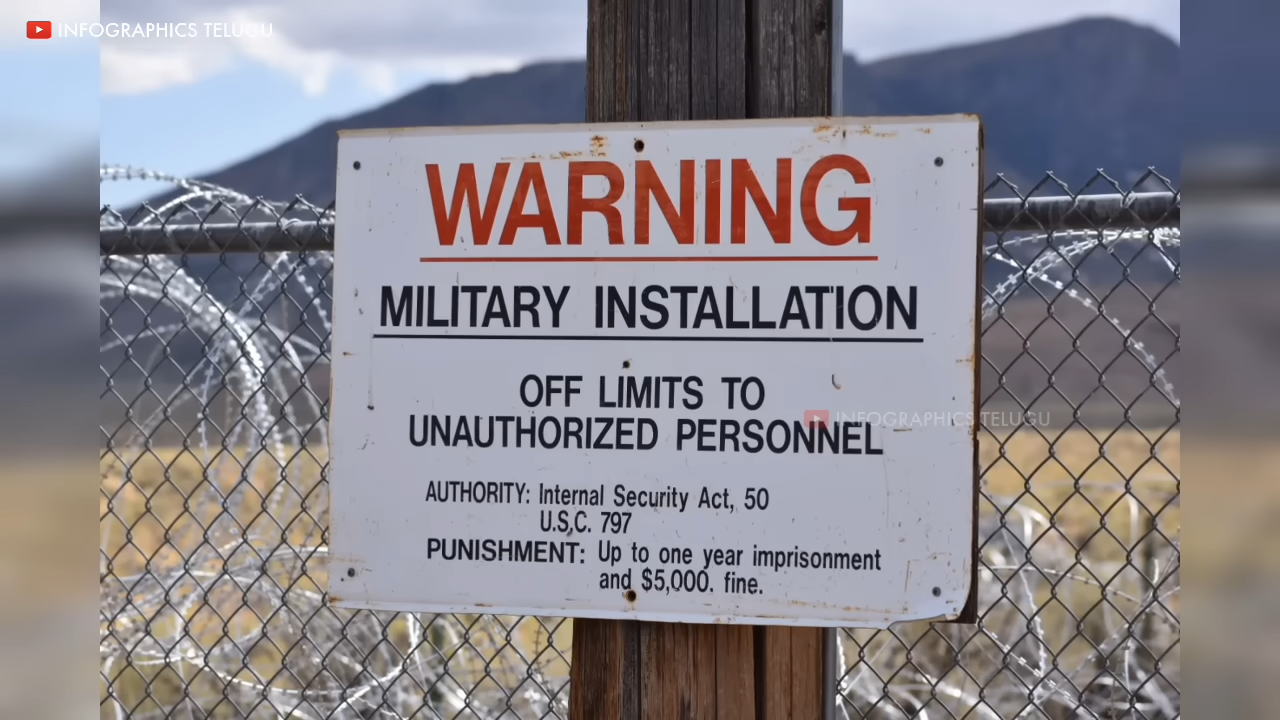 INFOGRAPHICS TELUGU
WARNING
MILITARY INSTALLATION
OFF LIMITS TO
UNAUTHORIZED PERSONNEL
INFOGRAPHICS TELUGU
AUTHORITY: Internal Security Act, 50
U.S.C. 797
PUNISHMENT: Up to one year imprisonment
and $5,000. fine.